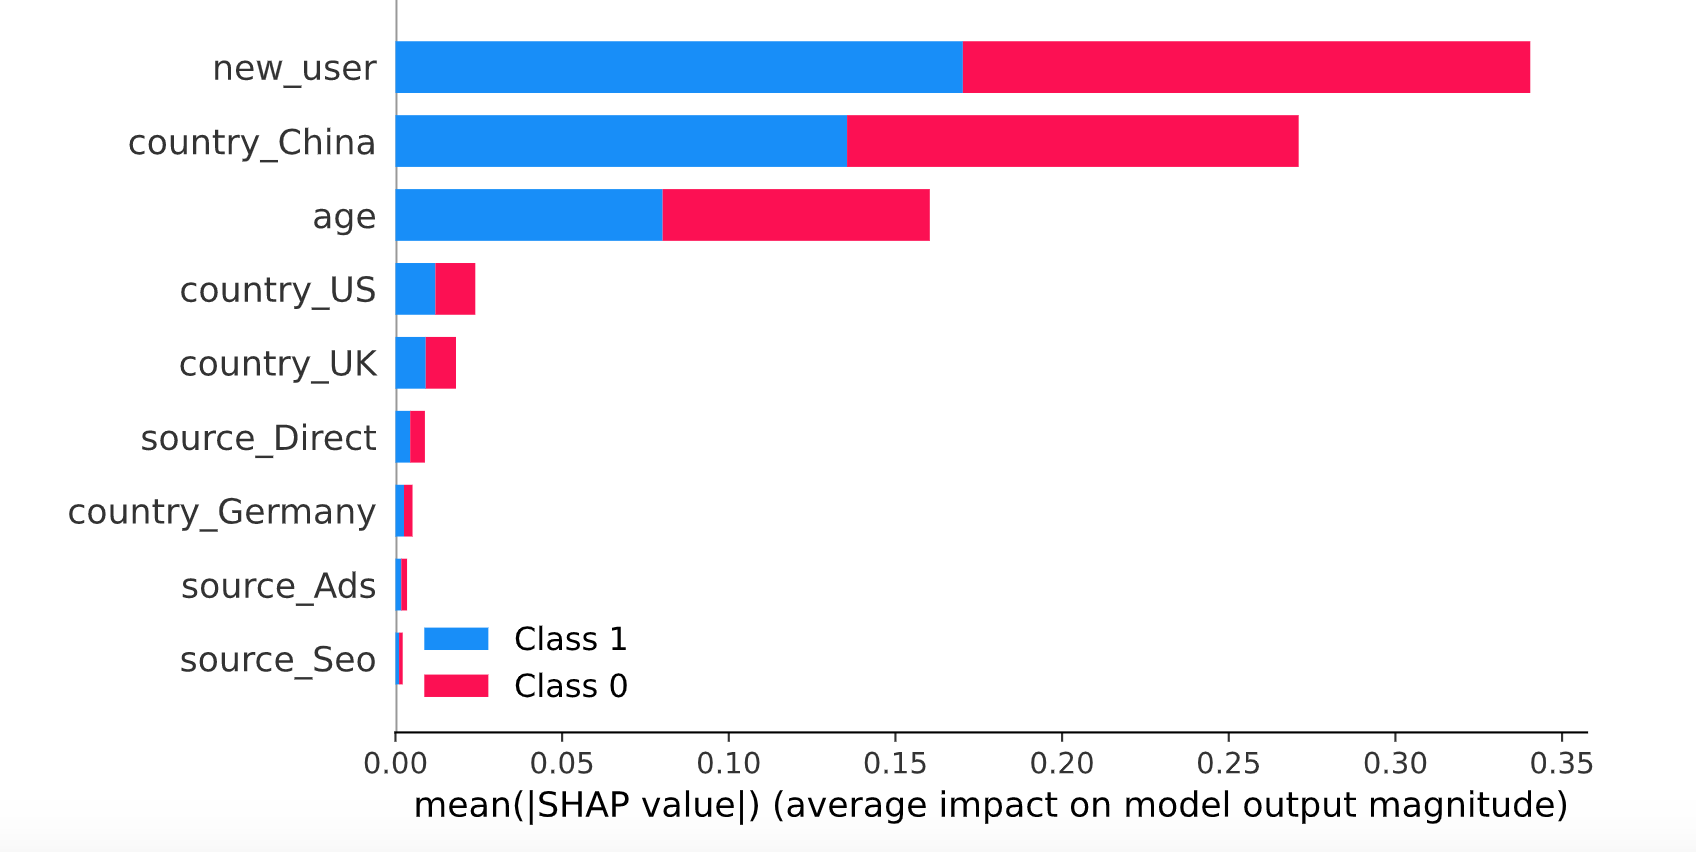 new_user
country_China
age
country_US
country_UK
source_Direct
country_Germany
source_Ads
source_Seo
Class 1
Class 0
0.00 0.05 0.10 0.15 0.20 0.25 0.30 0.35
mean(|SHAP value|) (average impact on model output magnitude)